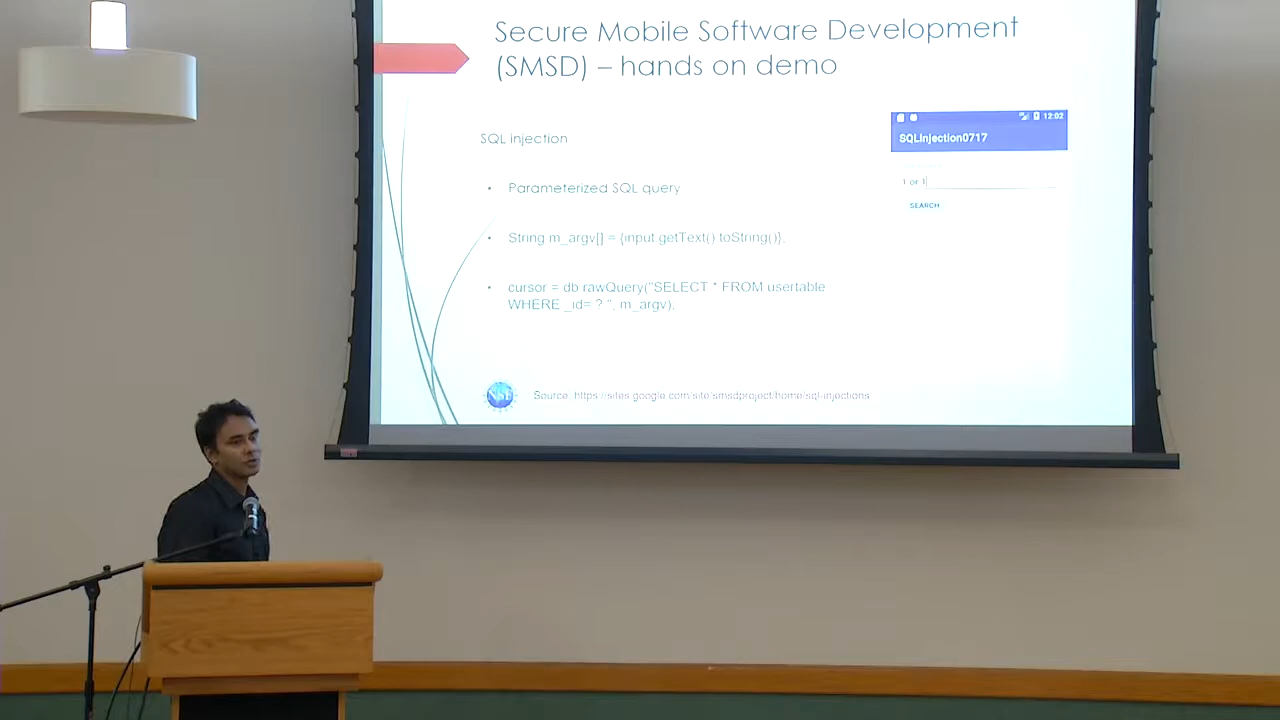 Secure Mobile Software Development
(SMSD) – hands on demo
SQL injection
• Parameterized SQL query
• String m_argv[] = {input.getText().toString()};
• cursor = db.rawQuery("SELECT * FROM usertable
WHERE _id= ? ", m_argv);
12:02
SQLInjection0717
1 or 1
SEARCH
NSF
Source: https://sites.google.com/site/smsdproject/home/sql-injections